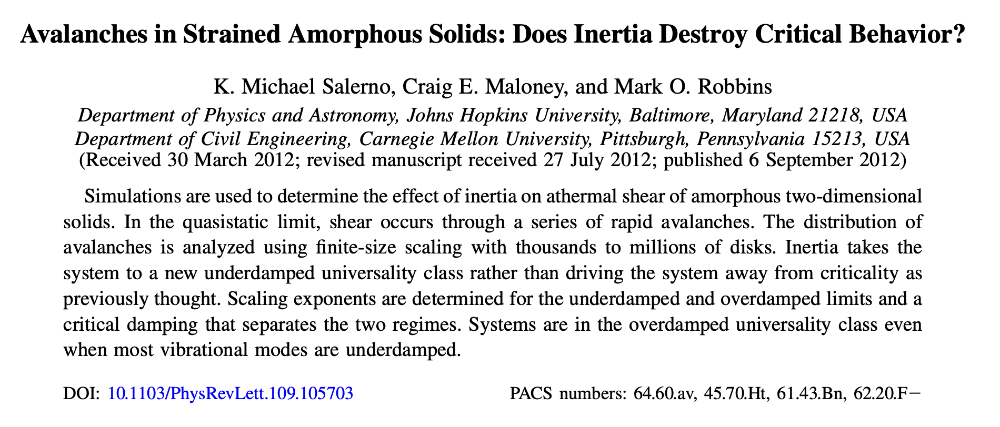 Avalanches in Strained Amorphous Solids: Does Inertia Destroy Critical Behavior?
K. Michael Salerno, Craig E. Maloney, and Mark O. Robbins
Department of Physics and Astronomy, Johns Hopkins University, Baltimore, Maryland 21218, USA
Department of Civil Engineering, Carnegie Mellon University, Pittsburgh, Pennsylvania 15213, USA
(Received 30 March 2012; revised manuscript received 27 July 2012; published 6 September 2012)
Simulations are used to determine the effect of inertia on athermal shear of amorphous two-dimensional
solids. In the quasistatic limit, shear occurs through a series of rapid avalanches. The distribution of
avalanches is analyzed using finite-size scaling with thousands to millions of disks. Inertia takes the
system to a new underdamped universality class rather than driving the system away from criticality as
previously thought. Scaling exponents are determined for the underdamped and overdamped limits and a
critical damping that separates the two regimes. Systems are in the overdamped universality class even
when most vibrational modes are underdamped.
DOI: 10.1103/PhysRevLett.109.105703 PACS numbers: 64.60.av, 45.70.Ht, 61.43.Bn, 62.20.F−